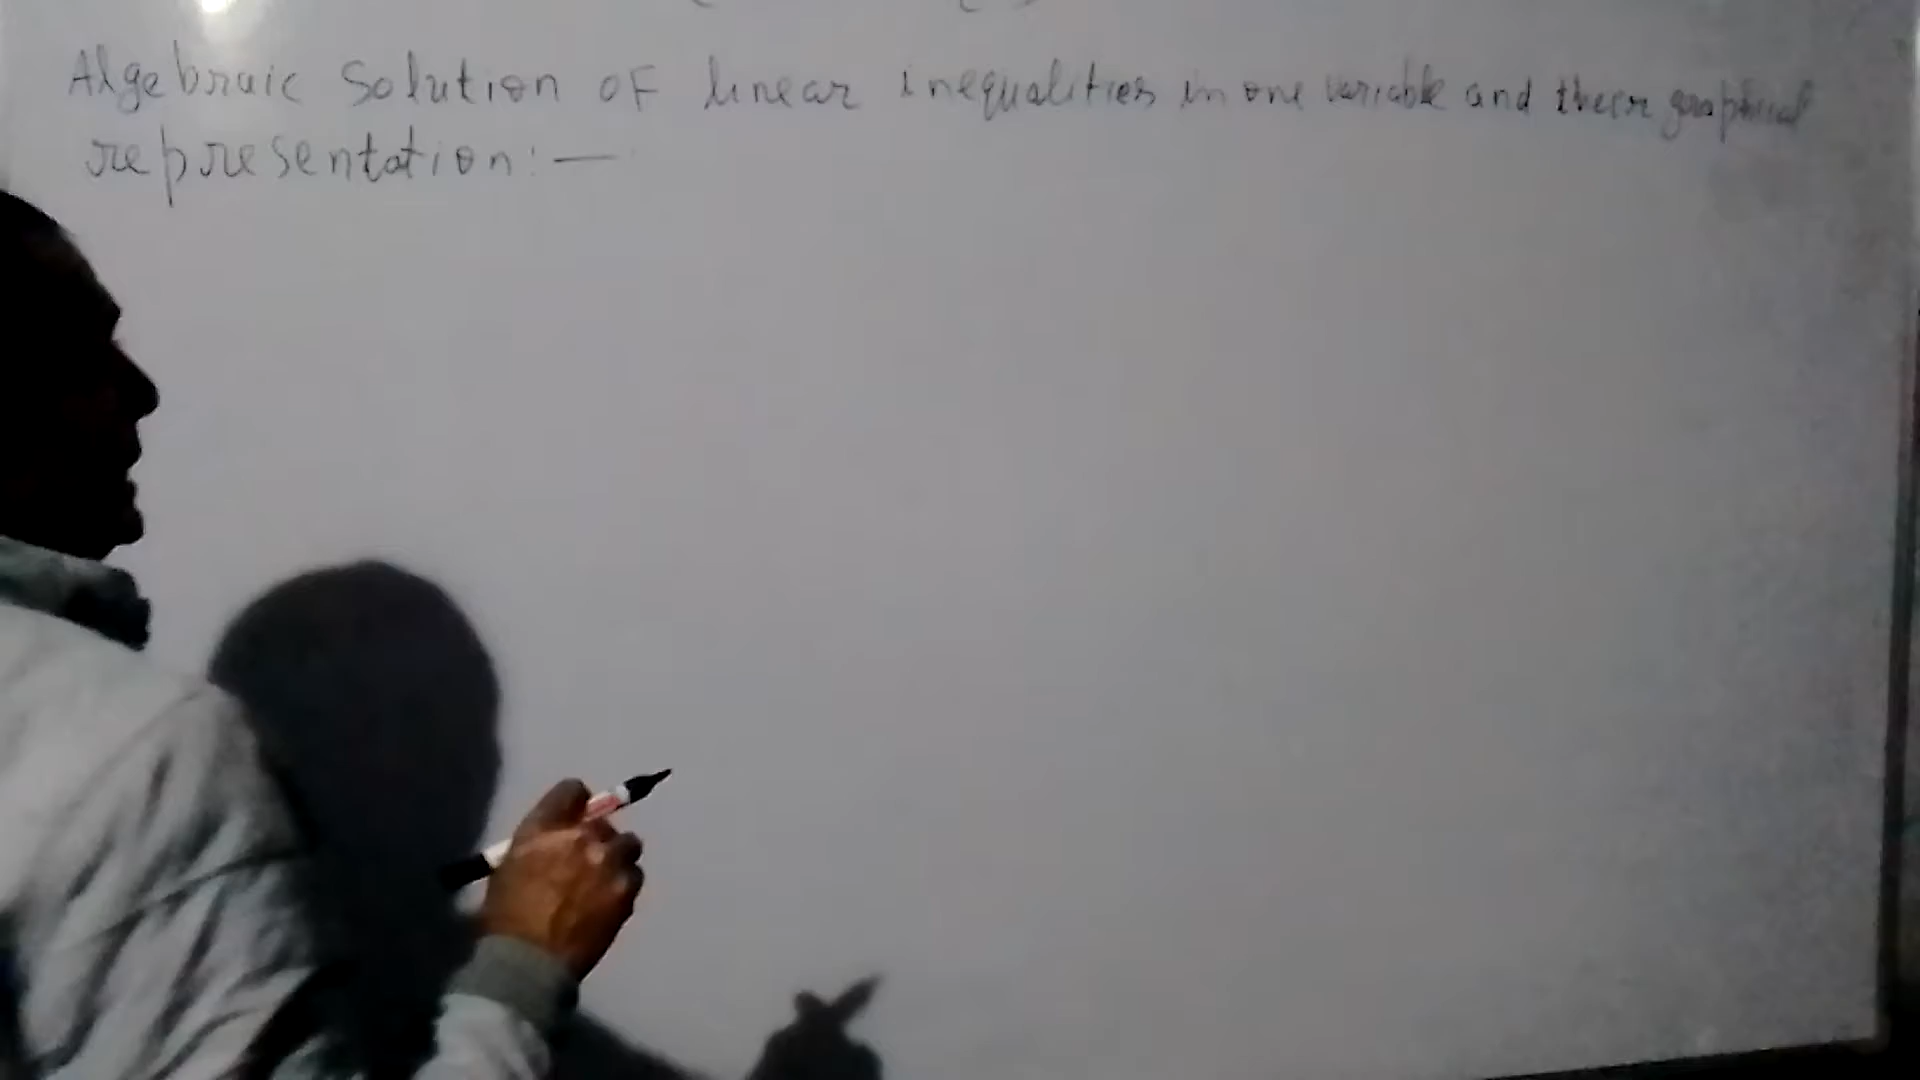 Algebraic Solution OF linear inequalities in one variable and their graphical
representation:—